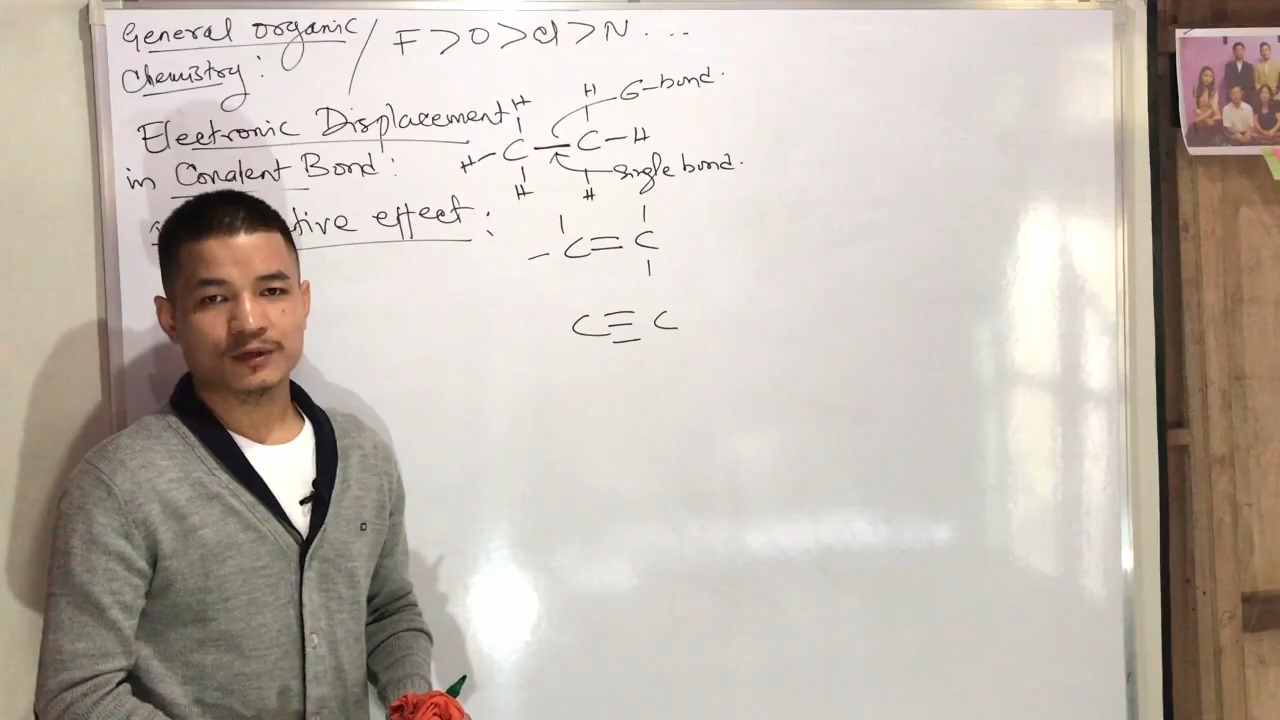 General organic
Chemistry:
F > O > Cl > N ...
Electronic Displacement
in Covalent Bond:
tive effect:
H H σ-bond.
H - C - C - H
H H single bond.
- C = C
C ≡ C